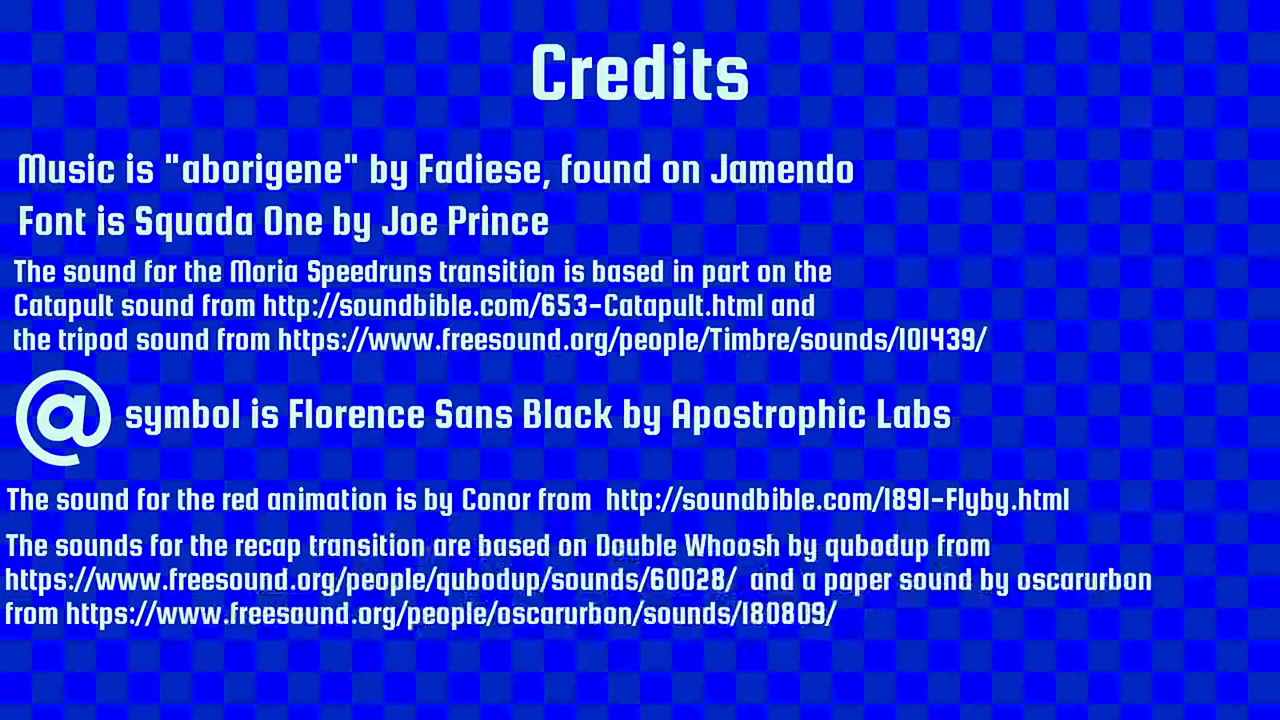 Credits
Music is "aborigene" by Fadiese, found on Jamendo
Font is Squada One by Joe Prince
The sound for the Moria Speedruns transition is based in part on the
Catapult sound from http://soundbible.com/653-Catapult.html and
the tripod sound from https://www.freesound.org/people/Timbre/sounds/101439/
@ symbol is Florence Sans Black by Apostrophic Labs
The sound for the red animation is by Conor from http://soundbible.com/1891-Flyby.html
The sounds for the recap transition are based on Double Whoosh by qubodup from
https://www.freesound.org/people/qubodup/sounds/60028/ and a paper sound by oscarurbon
from https://www.freesound.org/people/oscarurbon/sounds/180809/